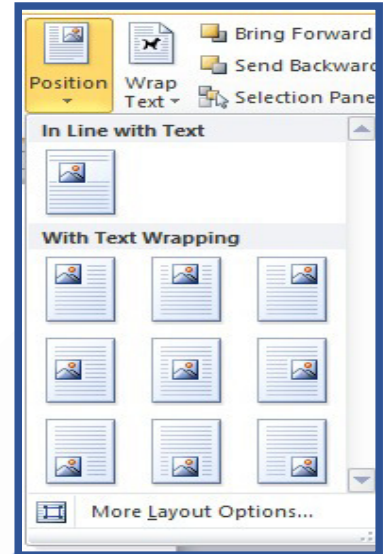 Position
Wrap
Text
Bring Forward
Send Backward
Selection Pane
In Line with Text
With Text Wrapping
More Layout Options...